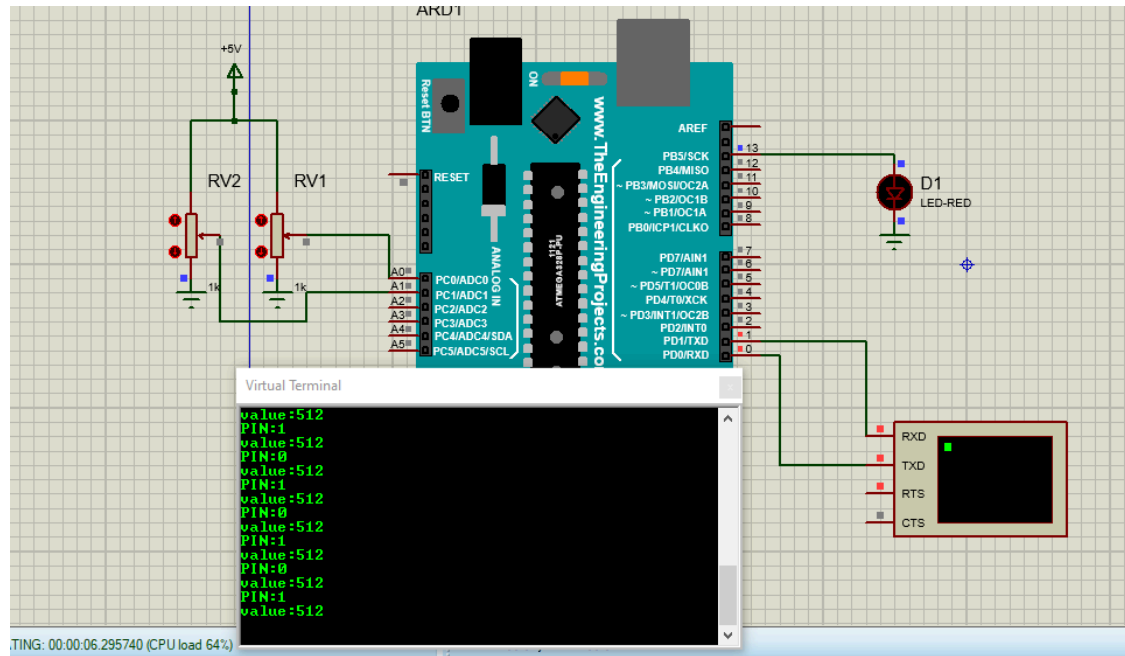 ARD1
+5V
RV2
RV1
1k
1k
Reset BTN
ON
www.TheEngineeringProjects.co
ANALOG IN
1121
ATMEGA328P-PU
RESET
A0
A1
A2
A3
A4
A5
PC0/ADC0
PC1/ADC1
PC2/ADC2
PC3/ADC3
PC4/ADC4/SDA
PC5/ADC5/SCL
AREF
PB5/SCK
PB4/MISO
~ PB3/MOSI/OC2A
~ PB2/OC1B
~ PB1/OC1A
PB0/ICP1/CLKO
PD7/AIN1
~ PD7/AIN1
~ PD5/T1/OC0B
PD4/T0/XCK
~ PD3/INT1/OC2B
PD2/INT0
PD1/TXD
PD0/RXD
13
12
11
10
9
8
7
6
5
4
3
2
1
0
D1
LED-RED
RXD
TXD
RTS
CTS
Virtual Terminal
value:512
PIN:1
value:512
PIN:0
value:512
PIN:1
value:512
PIN:0
value:512
PIN:1
value:512
PIN:0
value:512
PIN:1
value:512
TING: 00:00:06.295740 (CPU load 64%)